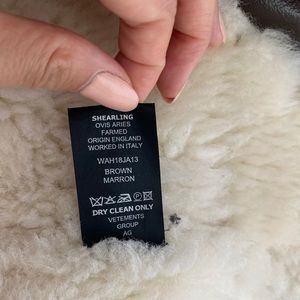 SHEARLING
OVIS ARIES
FARMED
ORIGIN ENGLAND
WORKED IN ITALY
WAH18JA13
BROWN
MARRON
DRY CLEAN ONLY
VETEMENTS
GROUP
AG